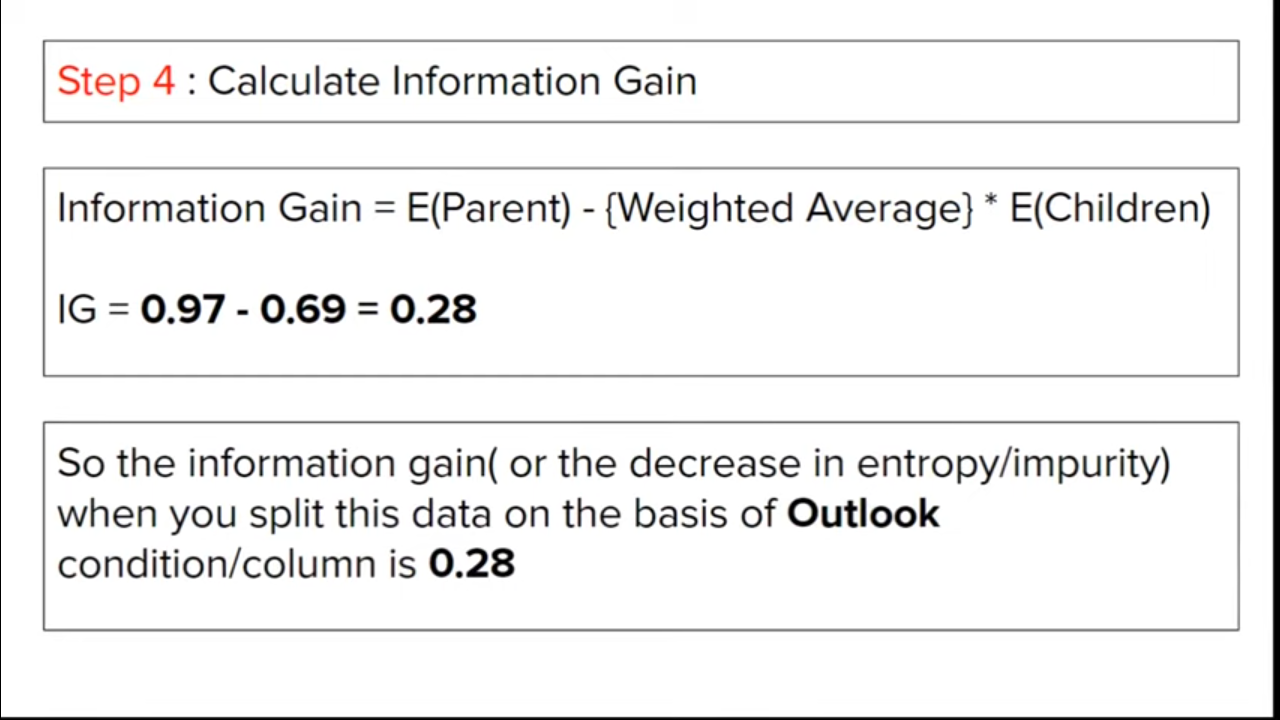 Step 4 : Calculate Information Gain
Information Gain = E(Parent) - {Weighted Average} * E(Children)
IG = 0.97 - 0.69 = 0.28
So the information gain( or the decrease in entropy/impurity)
when you split this data on the basis of Outlook
condition/column is 0.28